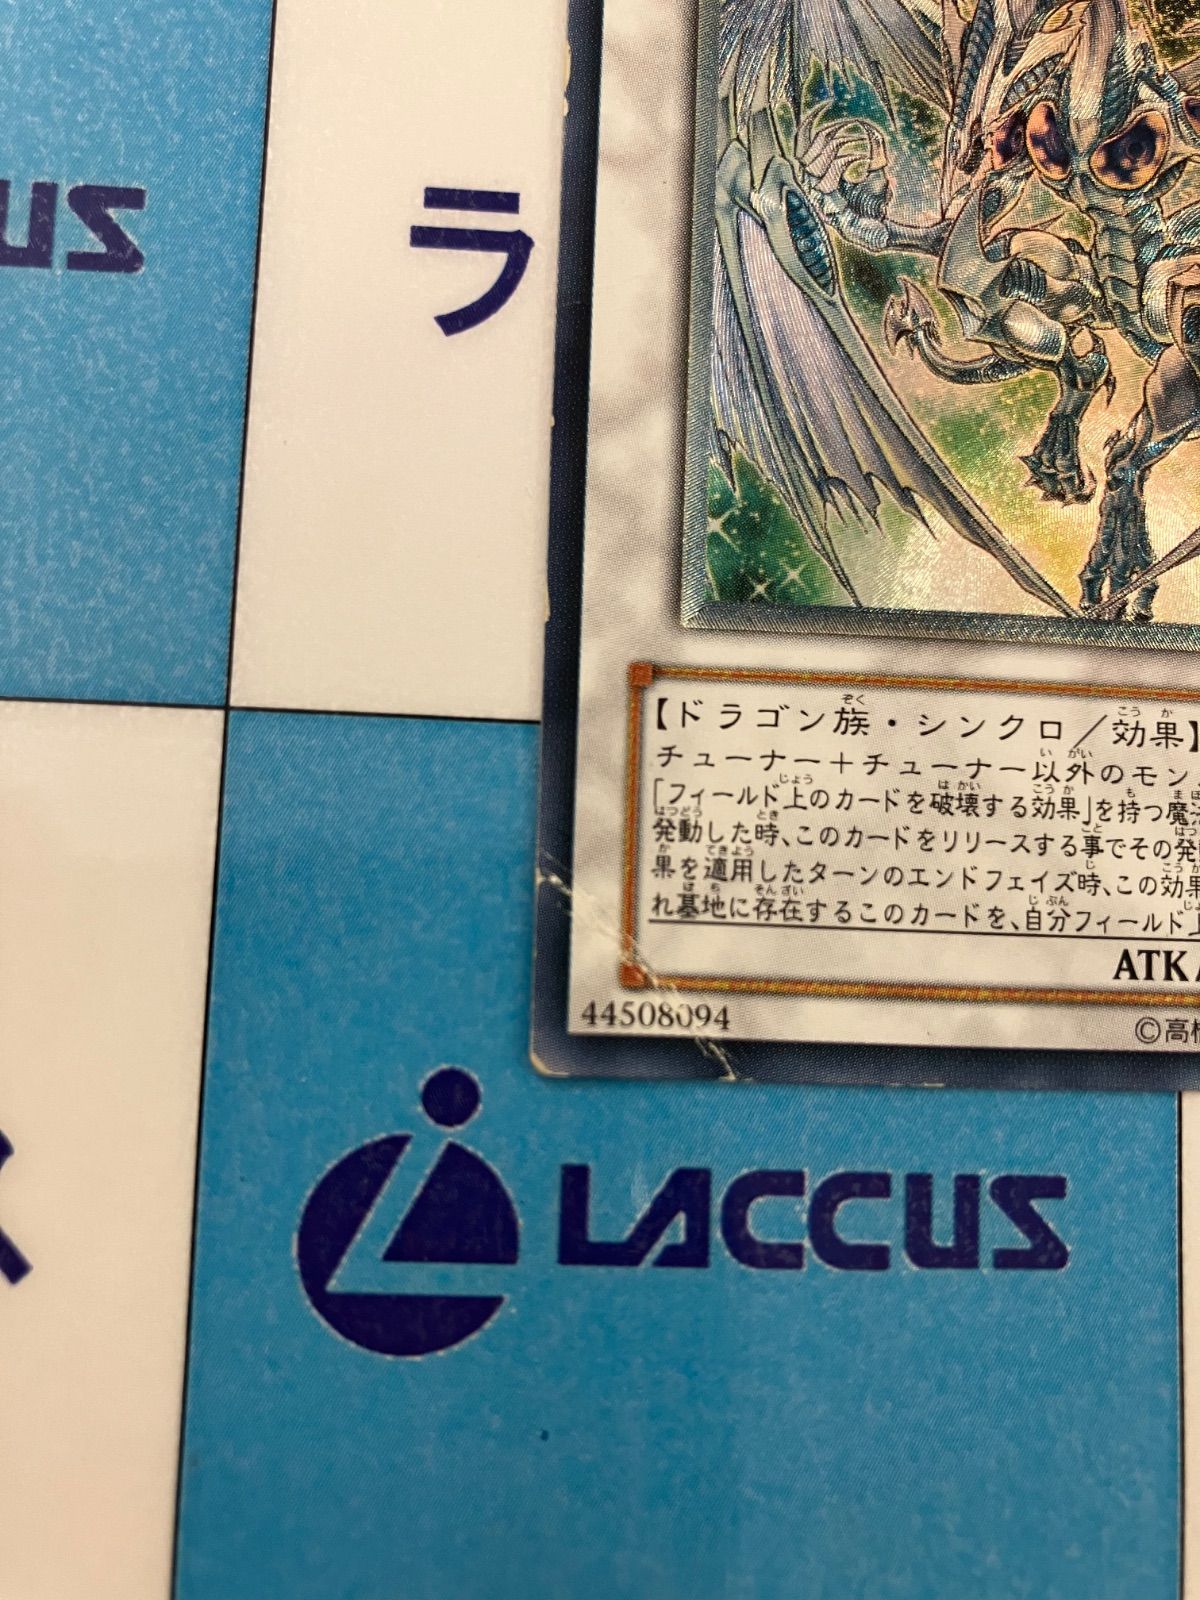 CUS
ラ
【ドラゴン族・シンクロ／効果】
チューナー＋チューナー以外のモン
「フィールド上のカードを破壊する効果」を持つ魔法
発動した時、このカードをリリースする事でその発動
果を適用したターンのエンドフェイズ時、この効果
れ墓地に存在するこのカードを、自分フィールド上
ATK
44508094
©高橋
LACCUS